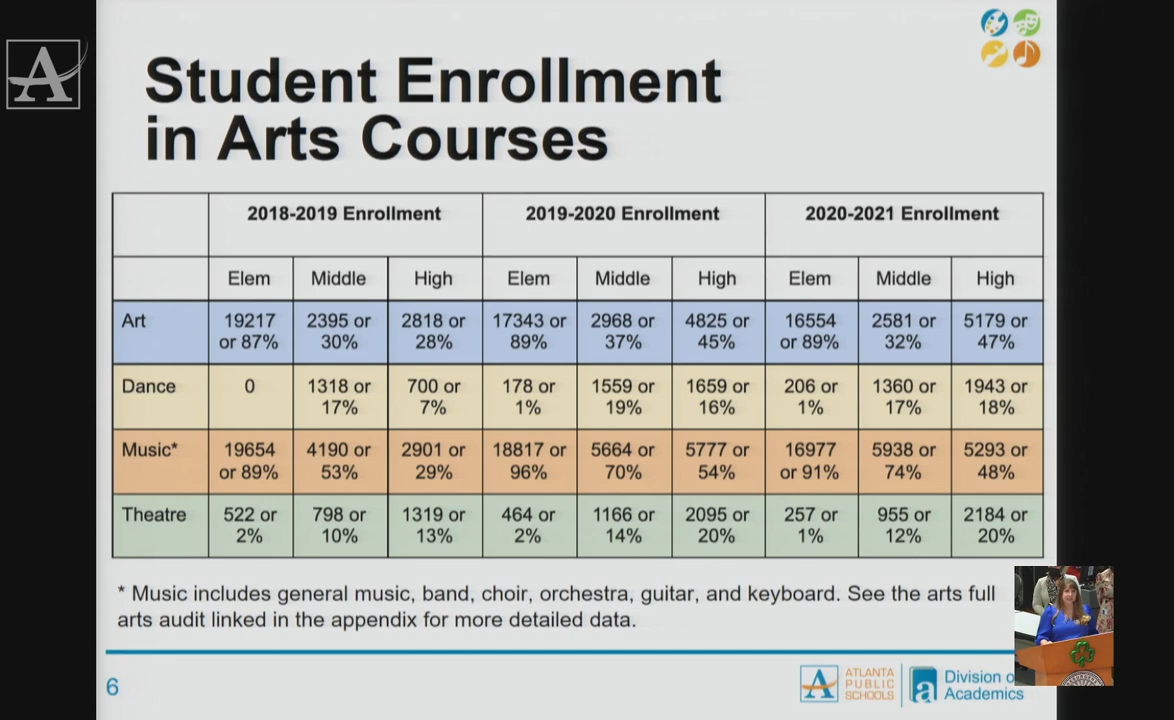 A
Student Enrollment
in Arts Courses
2018-2019 Enrollment 2019-2020 Enrollment 2020-2021 Enrollment
Elem Middle High Elem Middle High Elem Middle High
Art 19217 2395 or 2818 or 17343 or 2968 or 4825 or 16554 2581 or 5179 or
or 87% 30% 28% 89% 37% 45% or 89% 32% 47%
Dance 0 1318 or 700 or 178 or 1559 or 1659 or 206 or 1360 or 1943 or
17% 7% 1% 19% 16% 1% 17% 18%
Music* 19654 4190 or 2901 or 18817 or 5664 or 5777 or 16977 5938 or 5293 or
or 89% 53% 29% 96% 70% 54% or 91% 74% 48%
Theatre 522 or 798 or 1319 or 464 or 1166 or 2095 or 257 or 955 or 2184 or
2% 10% 13% 2% 14% 20% 1% 12% 20%
* Music includes general music, band, choir, orchestra, guitar, and keyboard. See the arts full
arts audit linked in the appendix for more detailed data.
6
A ATLANTA
PUBLIC
SCHOOLS
a Division
Academics